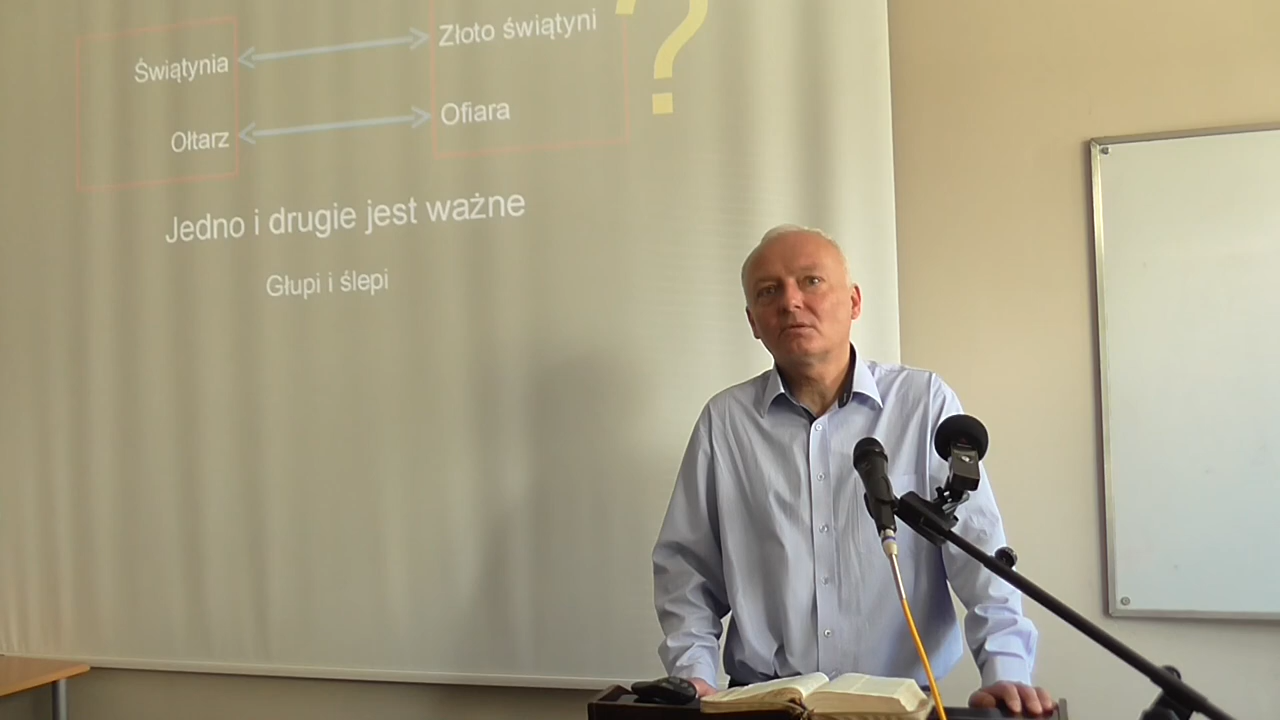 Świątynia Złoto świątyni ?
Ołtarz Ofiara
Jedno i drugie jest ważne
Głupi i ślepi